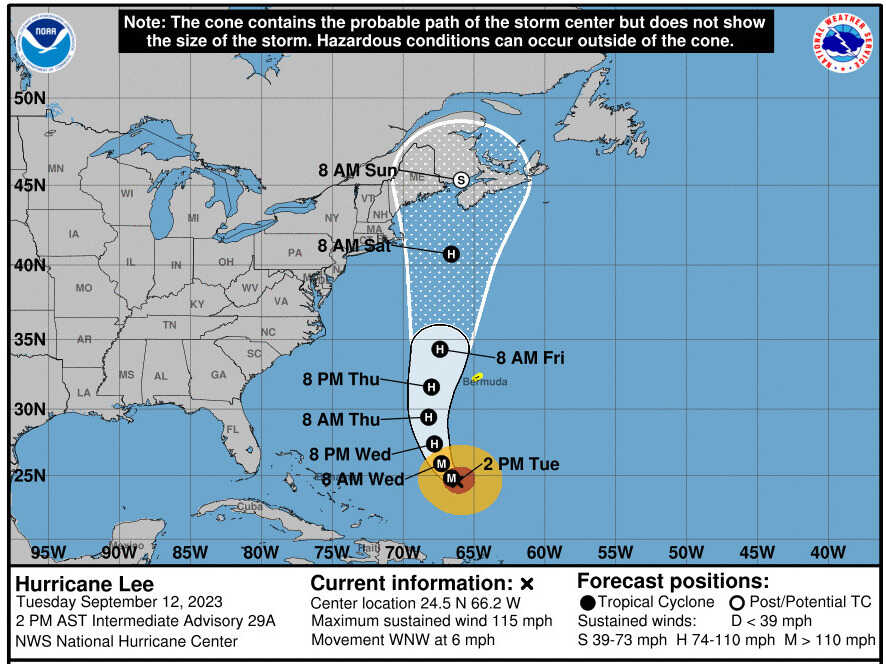 Note: The cone contains the probable path of the storm center but does not show
the size of the storm. Hazardous conditions can occur outside of the cone.
NOAA
NATIONAL WEATHER SERVICE
50N
45N
40N
35N
30N
25N
MN
WI
MI
IA
IL
IN
OH
PA
NY
VT
NH
MA
CT
ME
MO
KY
WV
VA
TN
NC
AR
SC
MS
AL
GA
LA
FL
8 AM Sun
S
8 AM Sat
H
H
8 AM Fri
8 PM Thu
H
Bermuda
8 AM Thu
H
8 PM Wed
H
8 AM Wed
M
M
2 PM Tue
Cuba
Mexico
Haiti
95W 90W 85W 80W 75W 70W 65W 60W 55W 50W 45W 40W
Hurricane Lee
Tuesday September 12, 2023
2 PM AST Intermediate Advisory 29A
NWS National Hurricane Center
Current information: x
Center location 24.5 N 66.2 W
Maximum sustained wind 115 mph
Movement WNW at 6 mph
Forecast positions:
Tropical Cyclone Post/Potential TC
Sustained winds: D < 39 mph
S 39-73 mph H 74-110 mph M > 110 mph